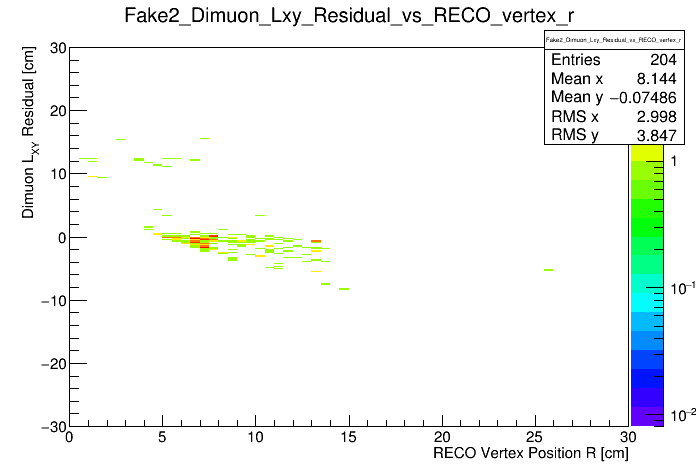 Fake2_Dimuon_Lxy_Residual_vs_RECO_vertex_r
Fake2_Dimuon_Lxy_Residual_vs_RECO_vertex_r
Entries 204
Mean x 8.144
Mean y −0.07486
RMS x 2.998
RMS y 3.847
Dimuon L_XY Residual [cm]
30
20
10
0
−10
−20
−30
0 5 10 15 20 25 30
RECO Vertex Position R [cm]
1
10^−1
10^−2